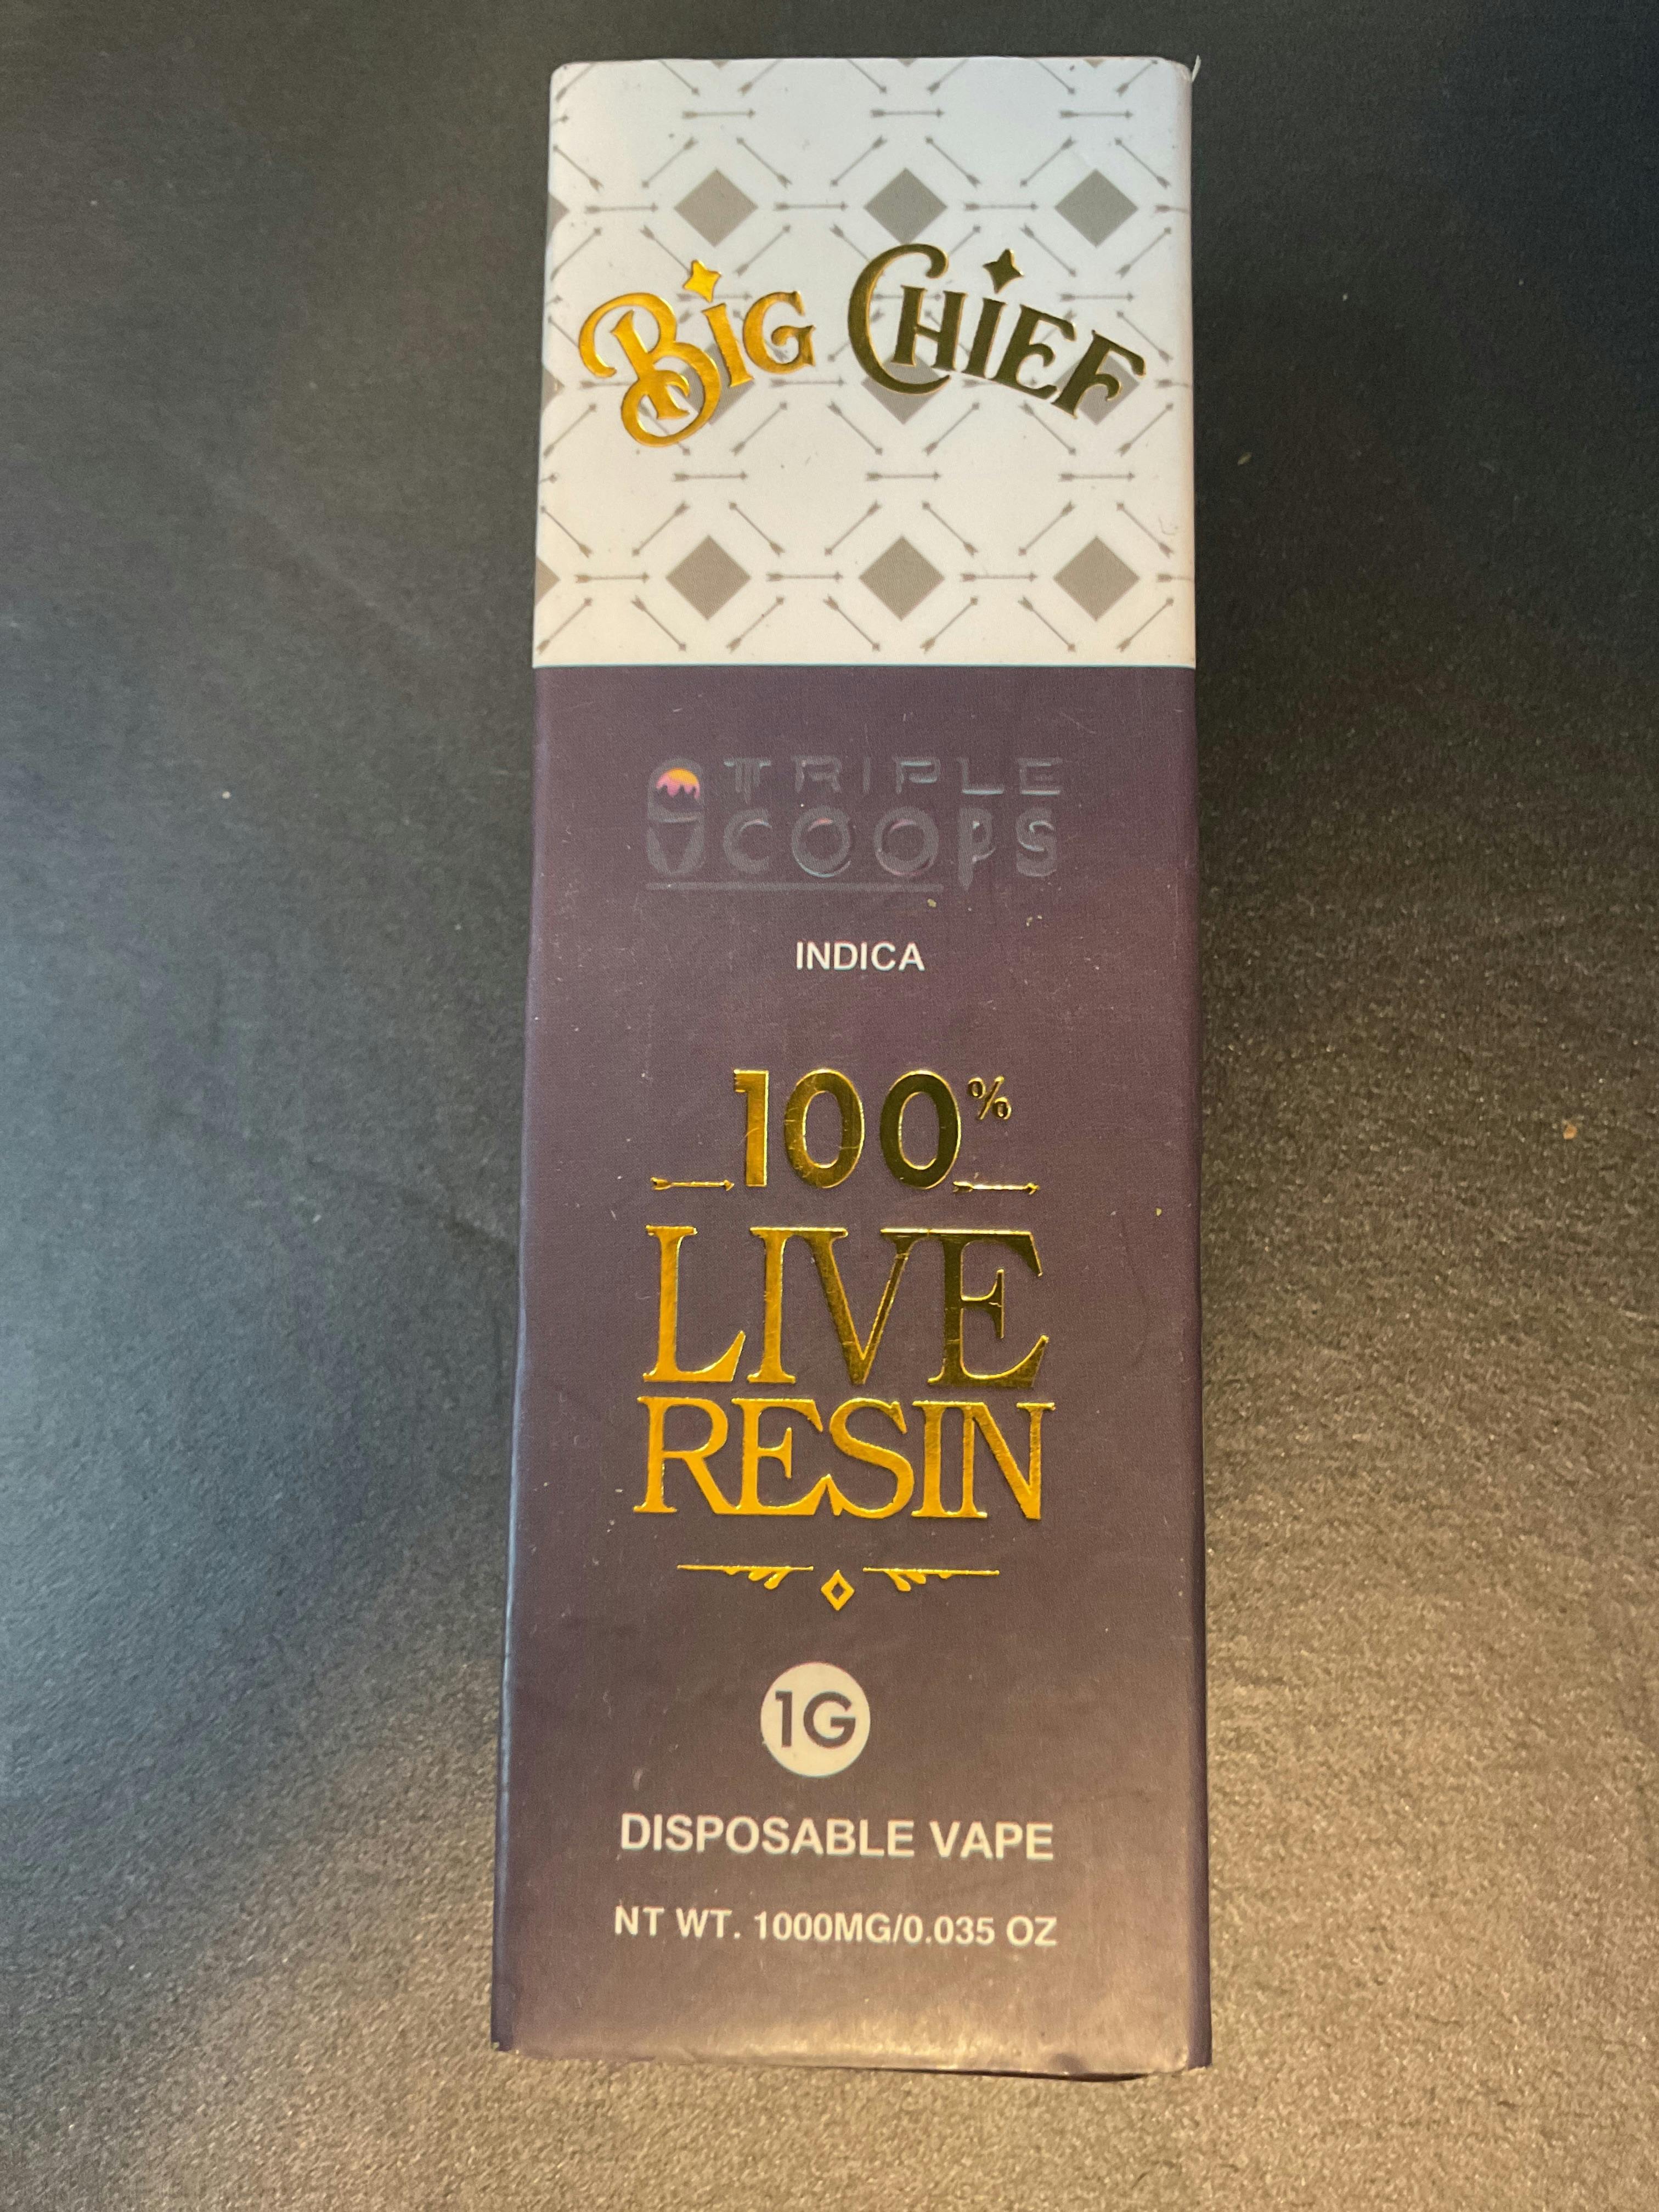 BIG CHIEF
TRIPLE
SCOOPS
INDICA
100%
LIVE
RESIN
1G
DISPOSABLE VAPE
NT WT. 1000MG/0.035 OZ